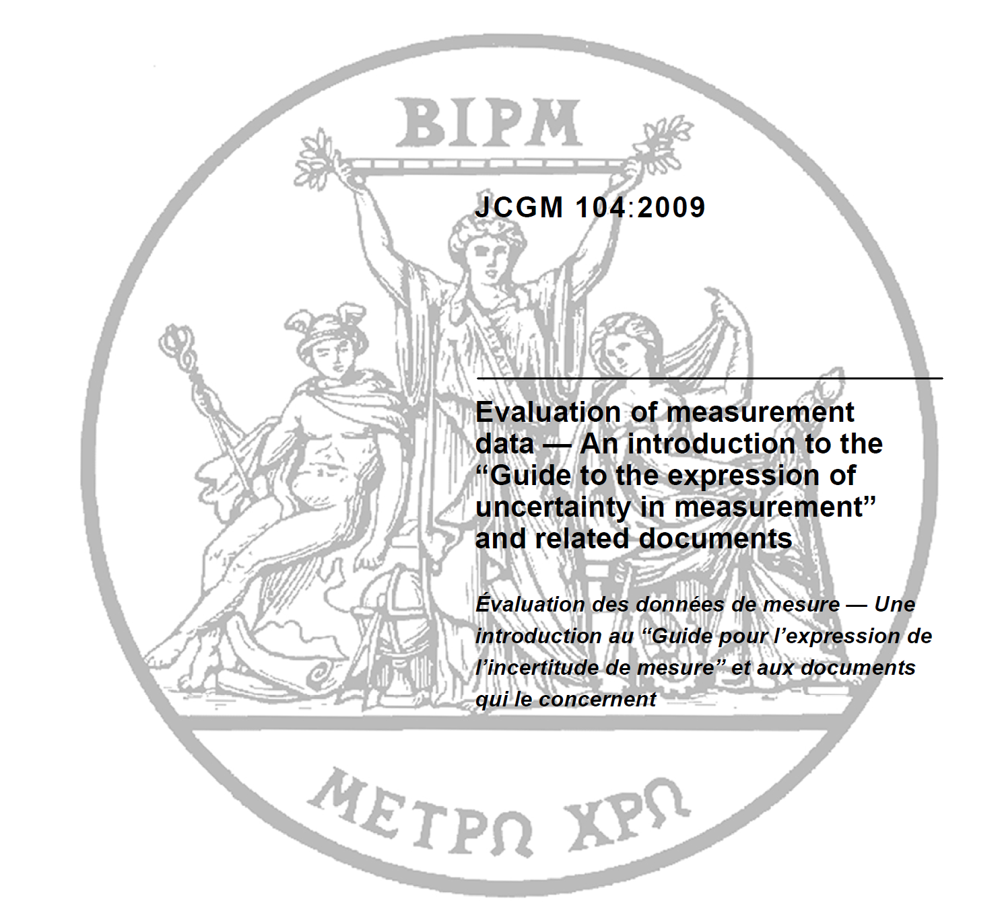 BIPM
JCGM 104:2009
Evaluation of measurement
data — An introduction to the
“Guide to the expression of
uncertainty in measurement”
and related documents
Évaluation des données de mesure — Une
introduction au “Guide pour l’expression de
l’incertitude de mesure” et aux documents
qui le concernent
ΜΕΤΡΩ ΧΡΩ